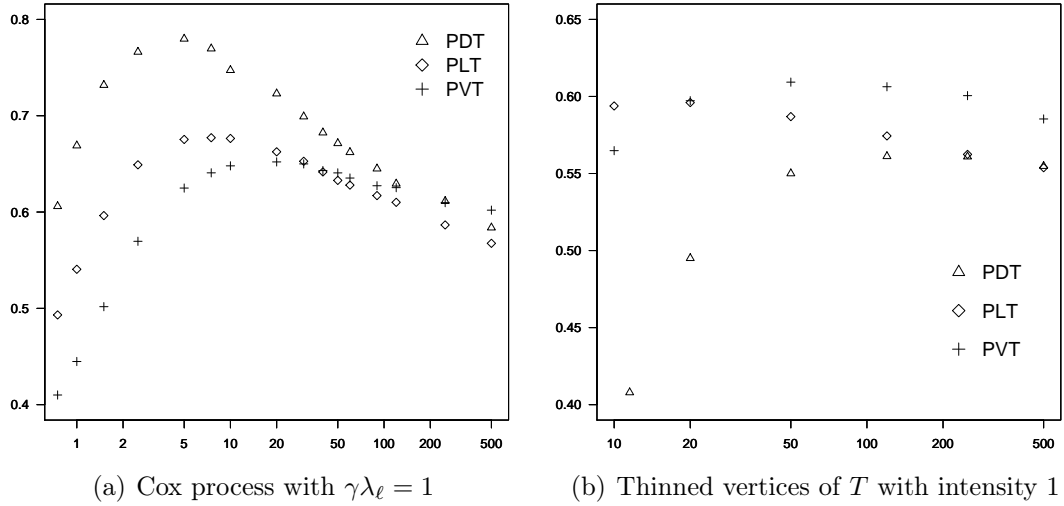 0.8
0.7
0.6
0.5
0.4
1 2 5 10 20 50 100 200 500
PDT
PLT
PVT
(a) Cox process with γλℓ = 1
0.65
0.60
0.55
0.50
0.45
0.40
10 20 50 100 200 500
PDT
PLT
PVT
(b) Thinned vertices of T with intensity 1